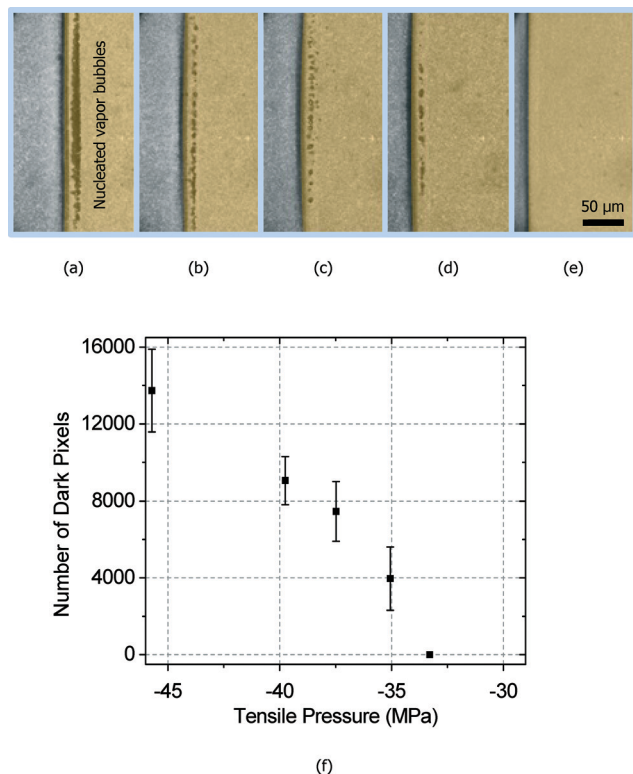 Nucleated vapor bubbles
50 µm
(a) (b) (c) (d) (e)
16000
12000
8000
4000
0
Number of Dark Pixels
-45 -40 -35 -30
Tensile Pressure (MPa)
(f)